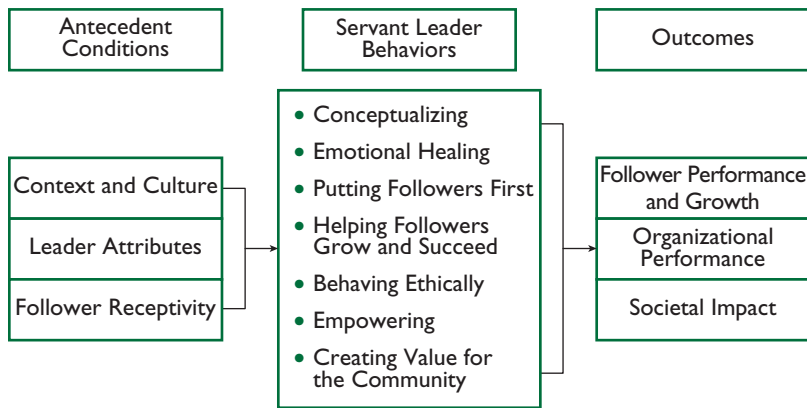 Antecedent
Conditions
Servant Leader
Behaviors
Outcomes
Context and Culture
Leader Attributes
Follower Receptivity
• Conceptualizing
• Emotional Healing
• Putting Followers First
• Helping Followers
Grow and Succeed
• Behaving Ethically
• Empowering
• Creating Value for
the Community
Follower Performance
and Growth
Organizational
Performance
Societal Impact